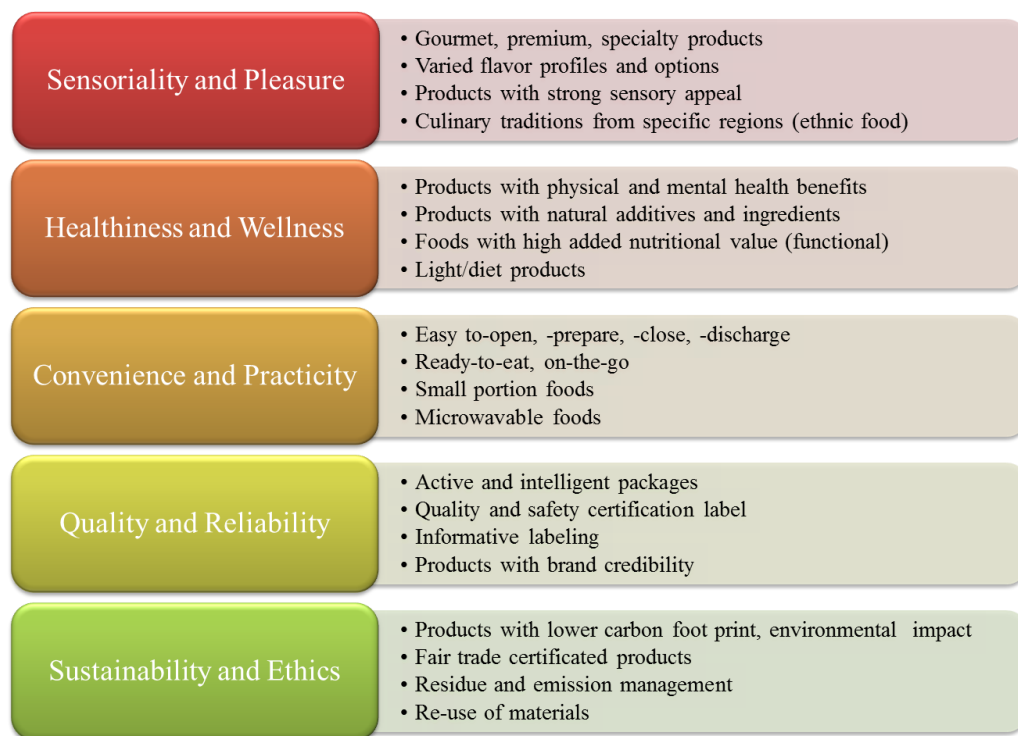 Sensoriality and Pleasure
• Gourmet, premium, specialty products
• Varied flavor profiles and options
• Products with strong sensory appeal
• Culinary traditions from specific regions (ethnic food)
Healthiness and Wellness
• Products with physical and mental health benefits
• Products with natural additives and ingredients
• Foods with high added nutritional value (functional)
• Light/diet products
Convenience and Practicity
• Easy to-open, -prepare, -close, -discharge
• Ready-to-eat, on-the-go
• Small portion foods
• Microwavable foods
Quality and Reliability
• Active and intelligent packages
• Quality and safety certification label
• Informative labeling
• Products with brand credibility
Sustainability and Ethics
• Products with lower carbon foot print, environmental impact
• Fair trade certificated products
• Residue and emission management
• Re-use of materials